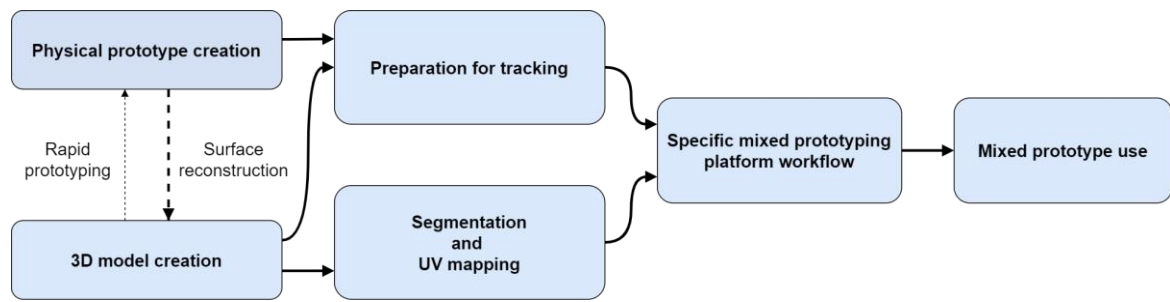 Physical prototype creation
Preparation for tracking
Rapid
prototyping
Surface
reconstruction
Specific mixed prototyping
platform workflow
Mixed prototype use
3D model creation
Segmentation
and
UV mapping